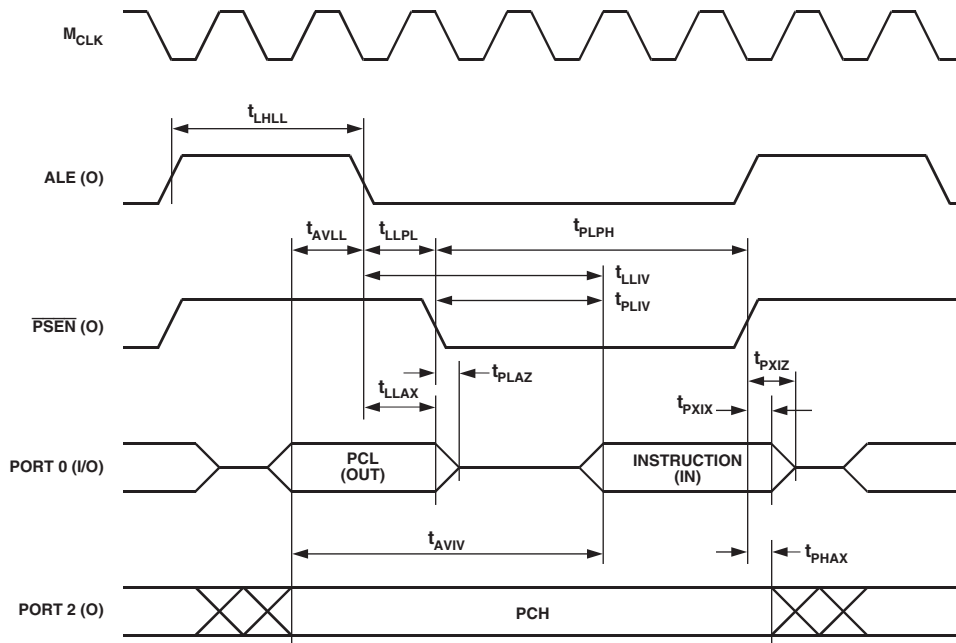 MCLK
tLHLL
ALE (O)
tAVLL
tLLPL
tPLPH
tLLIV
tPLIV
PSEN (O)
tPLAZ
tPXIZ
tLLAX
tPXIX
PORT 0 (I/O)
PCL
(OUT)
INSTRUCTION
(IN)
tAVIV
tPHAX
PORT 2 (O)
PCH